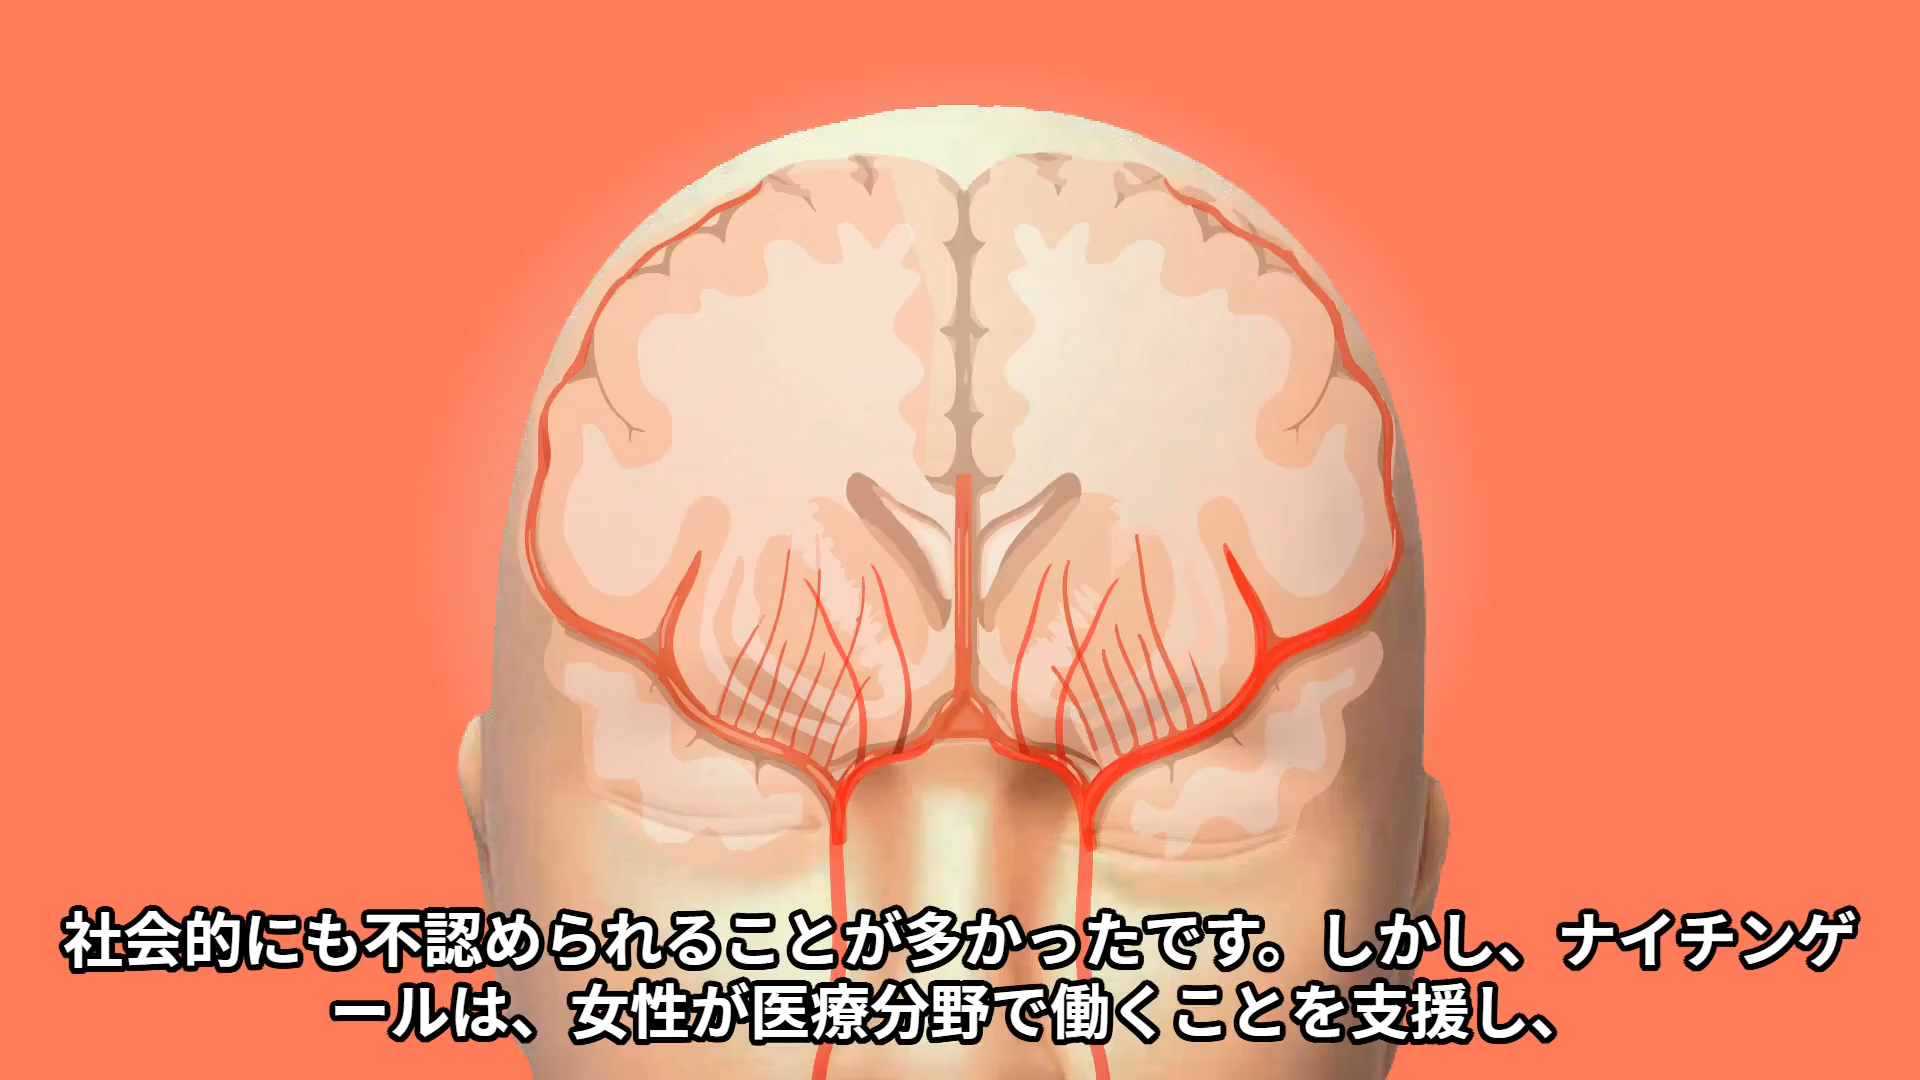 社会的にも不認められることが多かったです。しかし、ナイチンゲ
ールは、女性が医療分野で働くことを支援し、